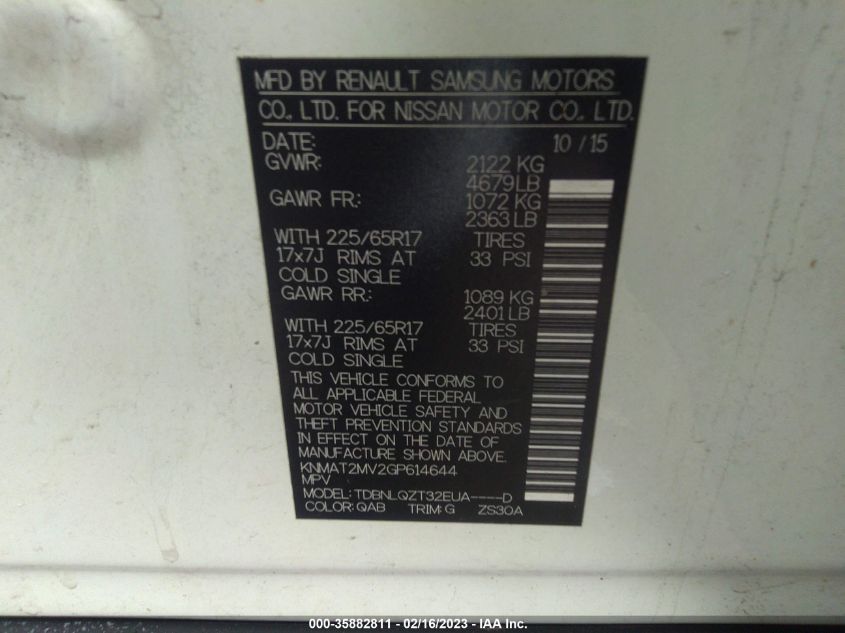 MFD BY RENAULT SAMSUNG MOTORS
CO., LTD. FOR NISSAN MOTOR CO., LTD.
DATE: 10 / 15
GVWR: 2122 KG
4679 LB
GAWR FR.: 1072 KG
2363 LB
WITH 225/65R17 TIRES
17x7J RIMS AT 33 PSI
COLD SINGLE
GAWR RR.: 1089 KG
2401 LB
WITH 225/65R17 TIRES
17x7J RIMS AT 33 PSI
COLD SINGLE
THIS VEHICLE CONFORMS TO
ALL APPLICABLE FEDERAL
MOTOR VEHICLE SAFETY AND
THEFT PREVENTION STANDARDS
IN EFFECT ON THE DATE OF
MANUFACTURE SHOWN ABOVE.
KNMAT2MV2GP614644
MPV
MODEL: TDBNLQZT32EUA----D
COLOR: QAB TRIM: G ZS30A
000-35882811 - 02/16/2023 - IAA Inc.